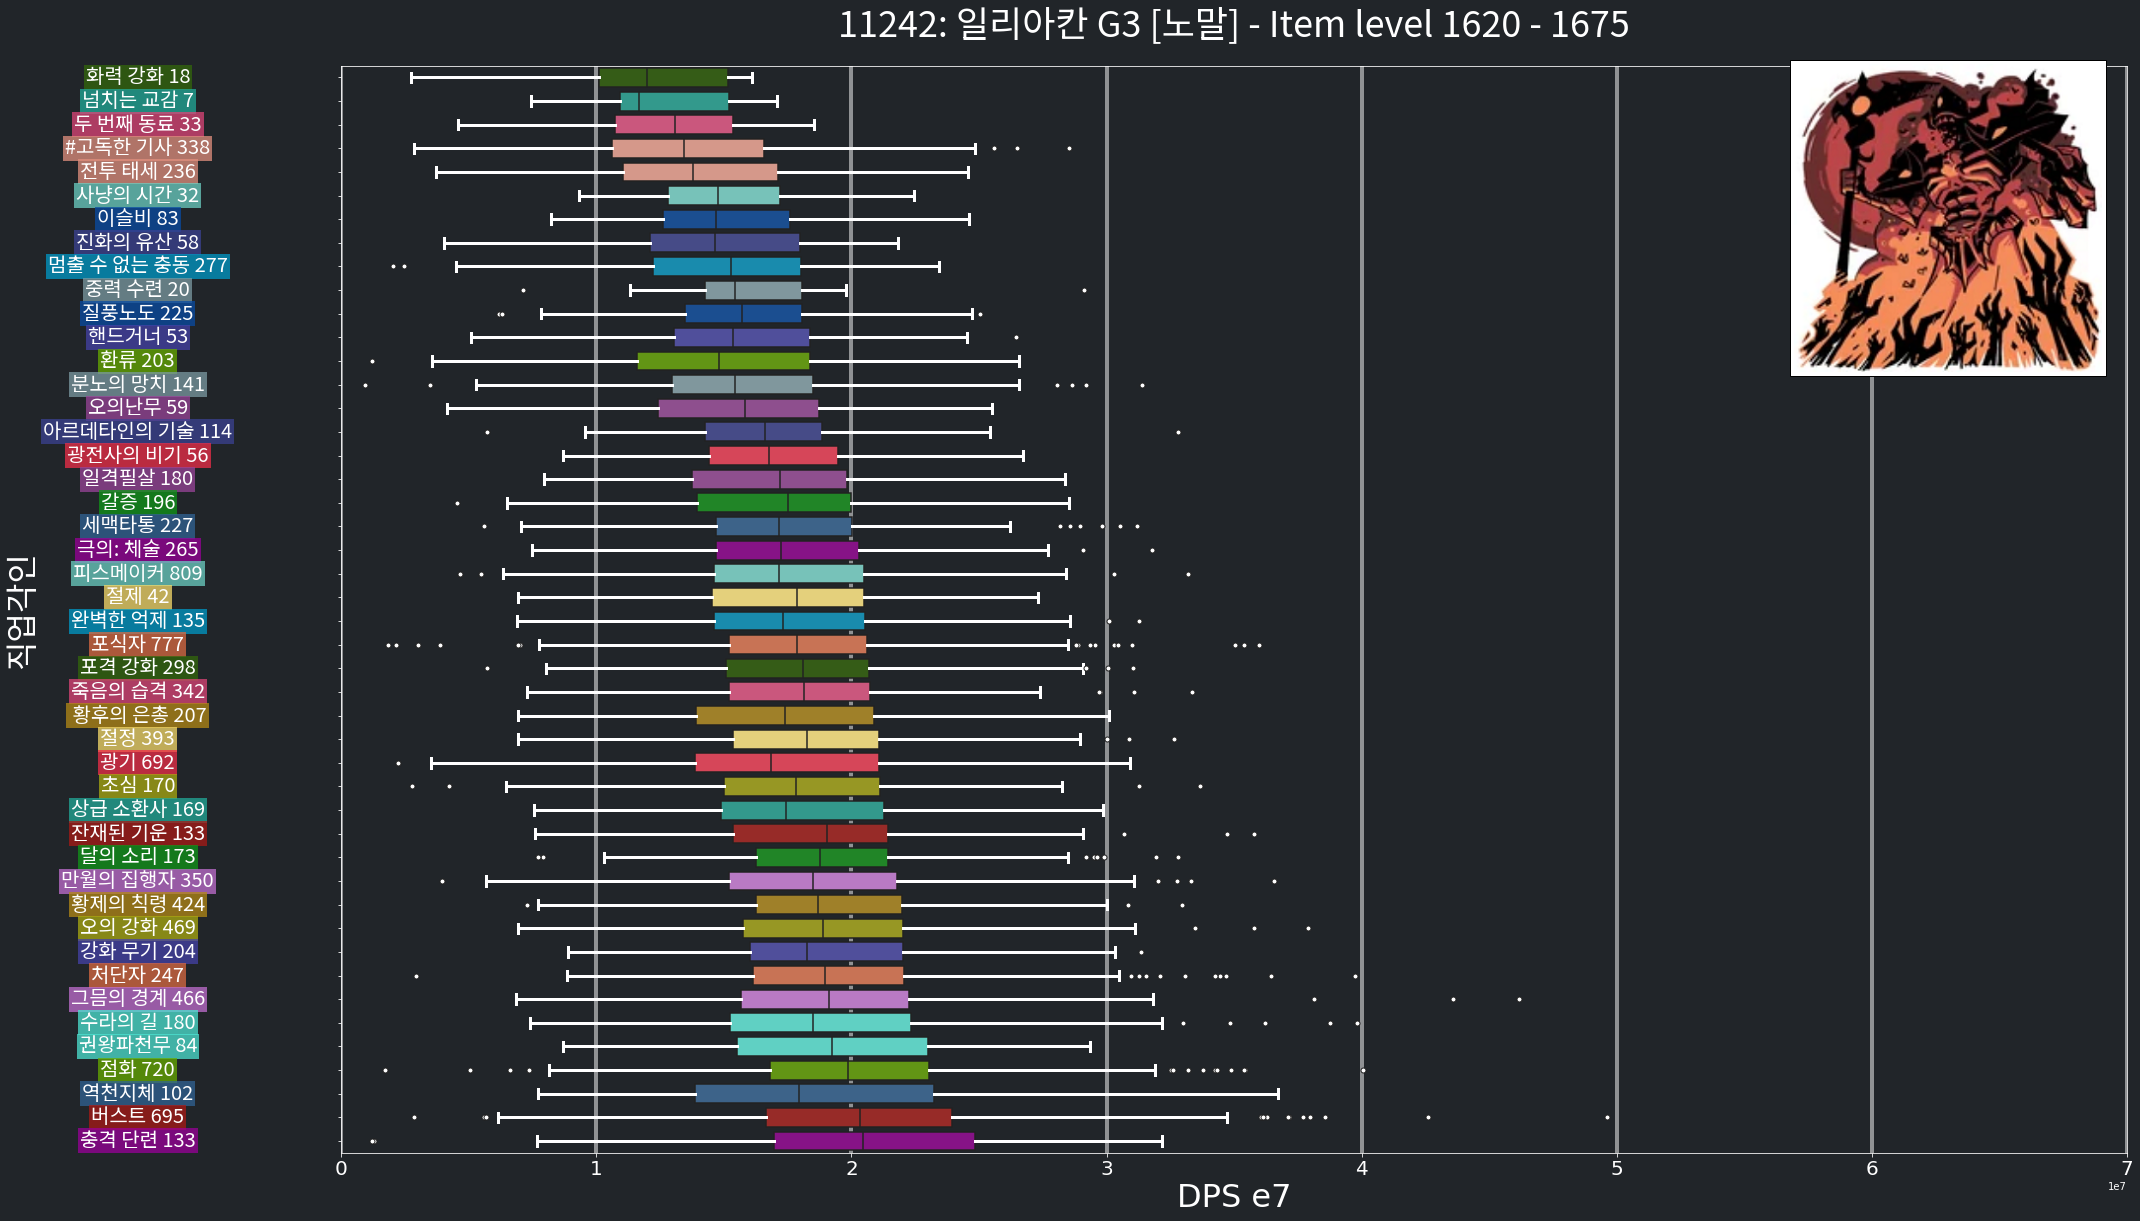 11242: 일리아칸 G3 [노말] - Item level 1620 - 1675
직업각인
화력 강화 18
넘치는 교감 7
두 번째 동료 33
#고독한 기사 338
전투 태세 236
사냥의 시간 32
이슬비 83
진화의 유산 58
멈출 수 없는 충동 277
중력 수련 20
질풍노도 225
핸드거너 53
환류 203
분노의 망치 141
오의난무 59
아르데타인의 기술 114
광전사의 비기 56
일격필살 180
갈증 196
세맥타통 227
극의: 체술 265
피스메이커 809
절제 42
완벽한 억제 135
포식자 777
포격 강화 298
죽음의 습격 342
황후의 은총 207
절정 393
광기 692
초심 170
상급 소환사 169
잔재된 기운 133
달의 소리 173
만월의 집행자 350
황제의 칙령 424
오의 강화 469
강화 무기 204
처단자 247
그믐의 경계 466
수라의 길 180
권왕파천무 84
점화 720
역천지체 102
버스트 695
충격 단련 133
0 1 2 3 4 5 6 7
1e7
DPS e7